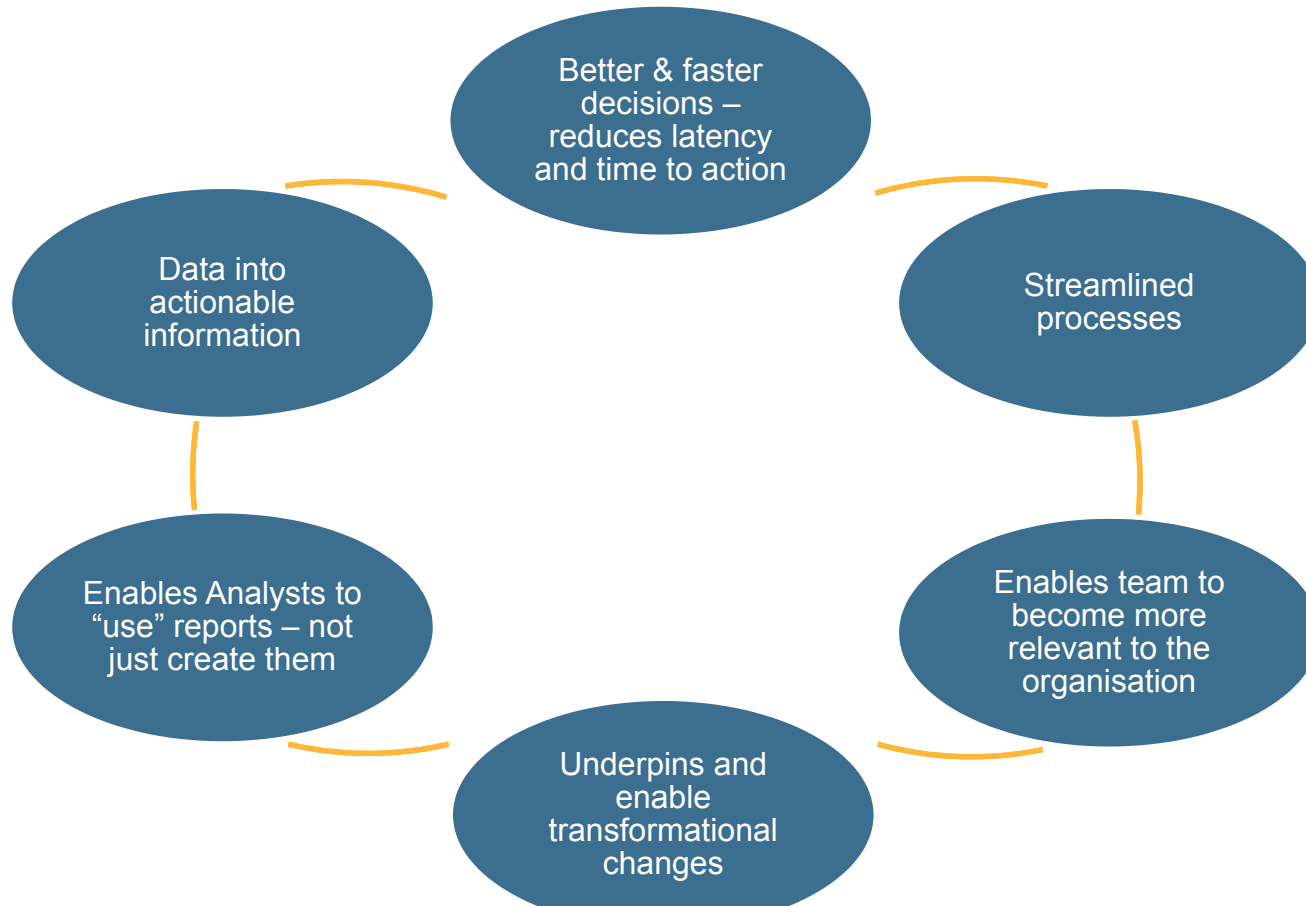 Better & faster
decisions –
reduces latency
and time to action
Streamlined
processes
Enables team to
become more
relevant to the
organisation
Underpins and
enable
transformational
changes
Enables Analysts to
“use” reports – not
just create them
Data into
actionable
information